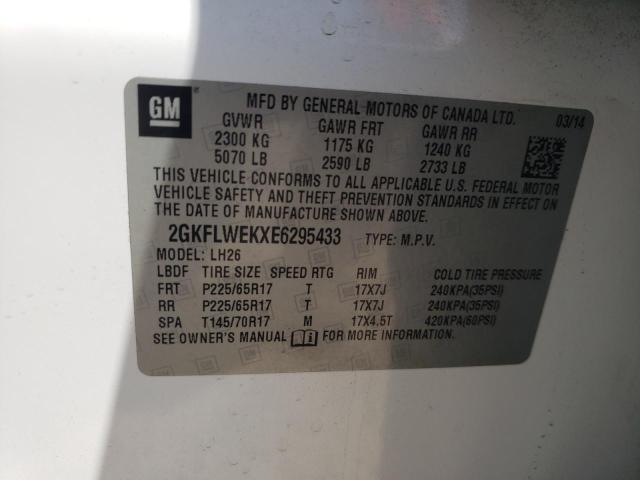 GM
MFD BY GENERAL MOTORS OF CANADA LTD. 03/14
GVWR GAWR FRT GAWR RR
2300 KG 1175 KG 1240 KG
5070 LB 2590 LB 2733 LB
THIS VEHICLE CONFORMS TO ALL APPLICABLE U.S. FEDERAL MOTOR
VEHICLE SAFETY AND THEFT PREVENTION STANDARDS IN EFFECT ON
THE DATE OF MANUFACTURE SHOWN ABOVE.
2GKFLWEKXE6295433 TYPE: M.P.V.
MODEL: LH26
LBDF TIRE SIZE SPEED RTG RIM COLD TIRE PRESSURE
FRT P225/65R17 T 17X7J 240KPA(35PSI)
RR P225/65R17 T 17X7J 240KPA(35PSI)
SPA T145/70R17 M 17X4.5T 420KPA(60PSI)
SEE OWNER'S MANUAL FOR MORE INFORMATION.